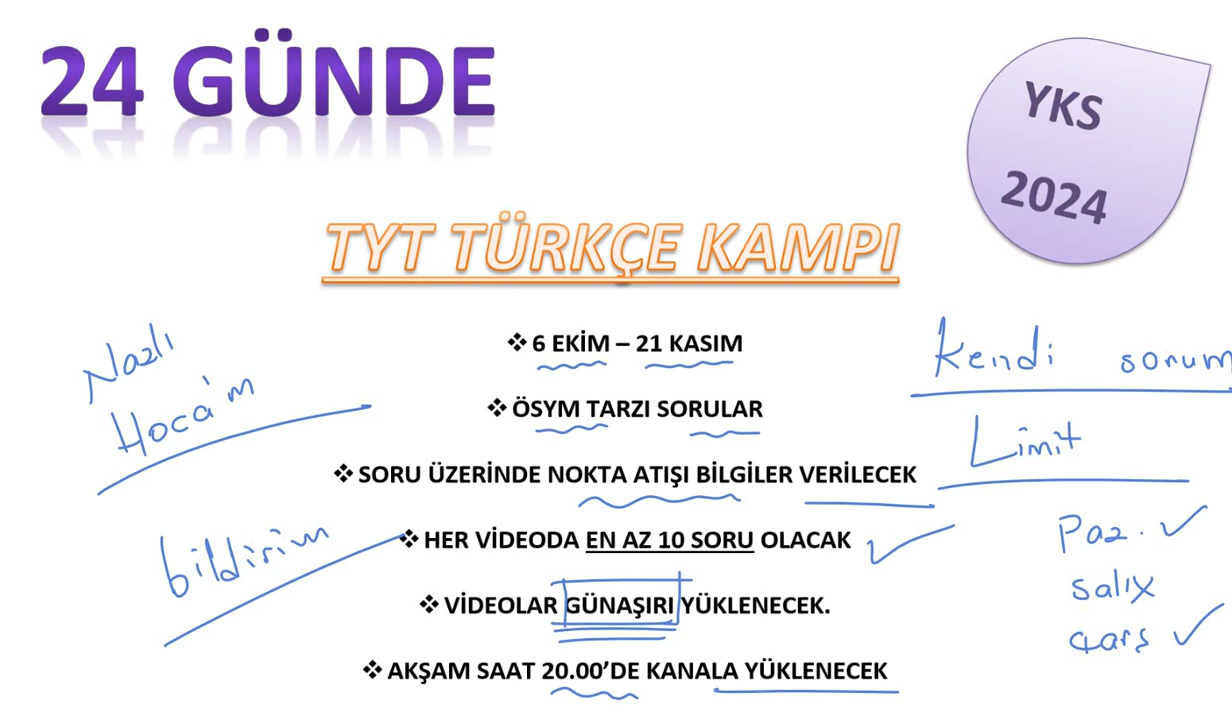 24 GÜNDE
YKS
2024
TYT TÜRKÇE KAMPI
❖ 6 EKİM – 21 KASIM
❖ ÖSYM TARZI SORULAR
❖ SORU ÜZERİNDE NOKTA ATIŞI BİLGİLER VERİLECEK
❖ HER VİDEODA EN AZ 10 SORU OLACAK
❖ VİDEOLAR GÜNAŞIRI YÜKLENECEK.
❖ AKŞAM SAAT 20.00’DE KANALA YÜKLENECEK
Nazlı
Hoca'm
bildirim
Kendi sorum
Limit
Paz.
salı
çarş